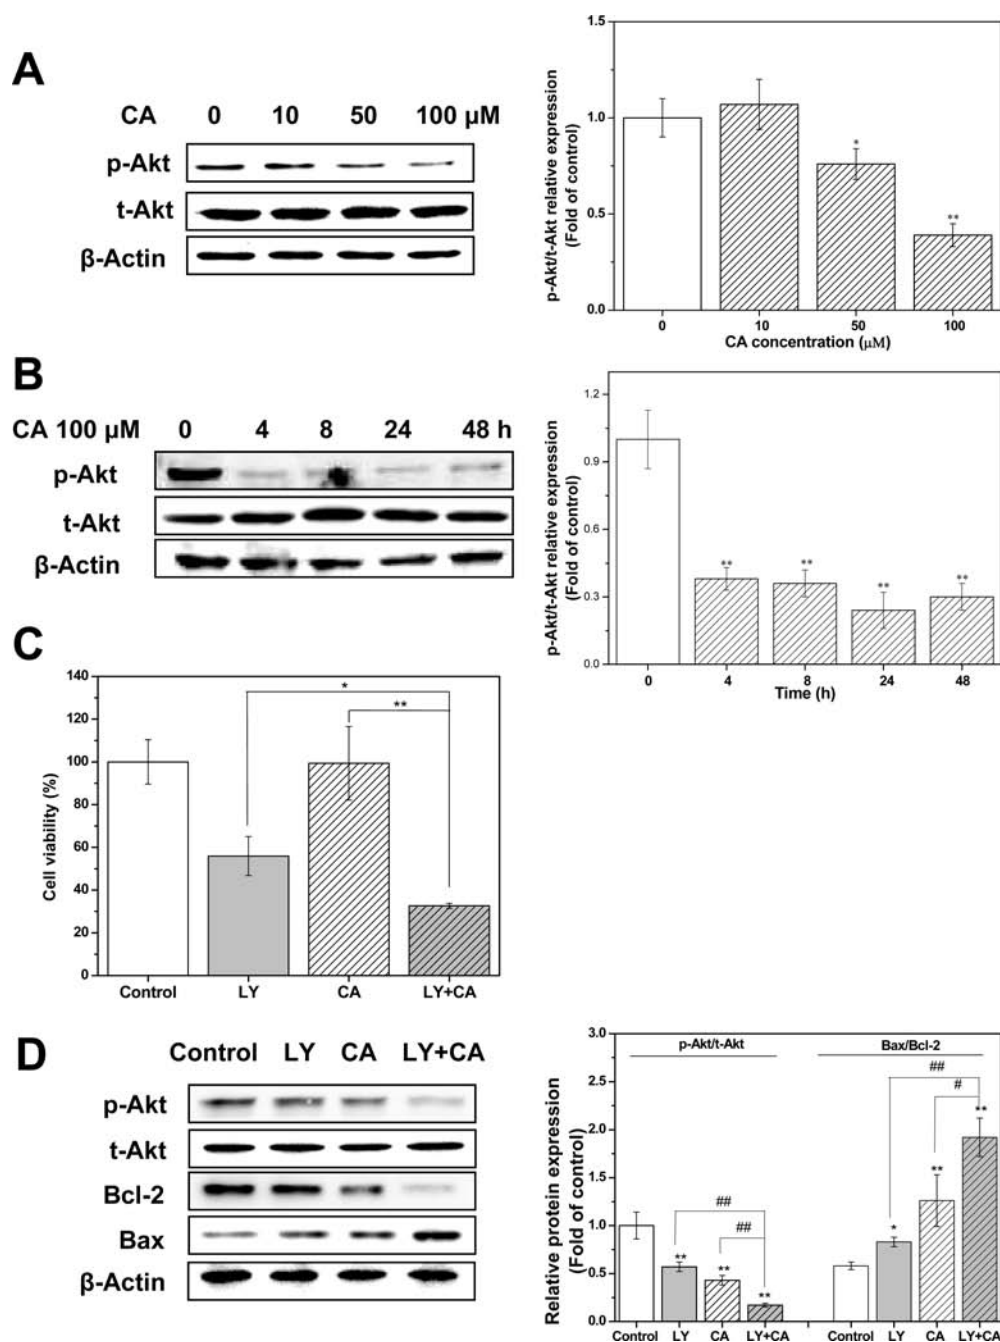 A
CA 0 10 50 100 μM
p-Akt
t-Akt
β-Actin
p-Akt/t-Akt relative expression
(Fold of control)
1.5
1.0
0.5
0.0
*
**
0 10 50 100
CA concentration (μM)
B
CA 100 μM 0 4 8 24 48 h
p-Akt
t-Akt
β-Actin
p-Akt/t-Akt relative expression
(Fold of control)
1.2
0.9
0.6
0.3
0.0
** ** ** **
0 4 8 24 48
Time (h)
C
Cell viability (%)
140
120
100
80
60
40
20
0
*
**
Control LY CA LY+CA
D
Control LY CA LY+CA
p-Akt
t-Akt
Bcl-2
Bax
β-Actin
Relative protein expression
(Fold of control)
3.0
2.5
2.0
1.5
1.0
0.5
0.0
p-Akt/t-Akt Bax/Bcl-2
##
#
**
**
*
##
##
**
**
**
Control LY CA LY+CA Control LY CA LY+CA